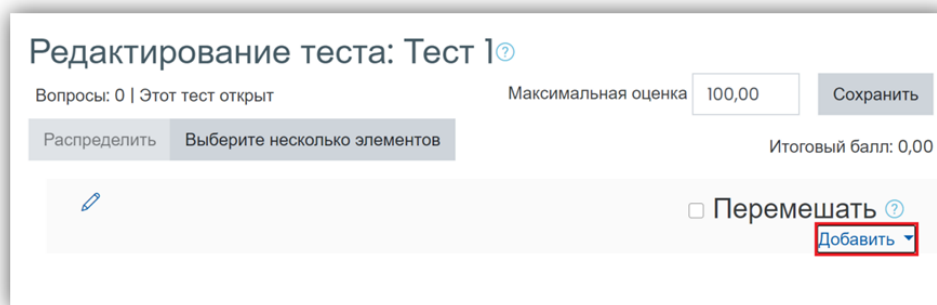 Редактирование теста: Тест 1
Вопросы: 0 | Этот тест открыт
Максимальная оценка 100,00 Сохранить
Распределить Выберите несколько элементов
Итоговый балл: 0,00
Перемешать
Добавить